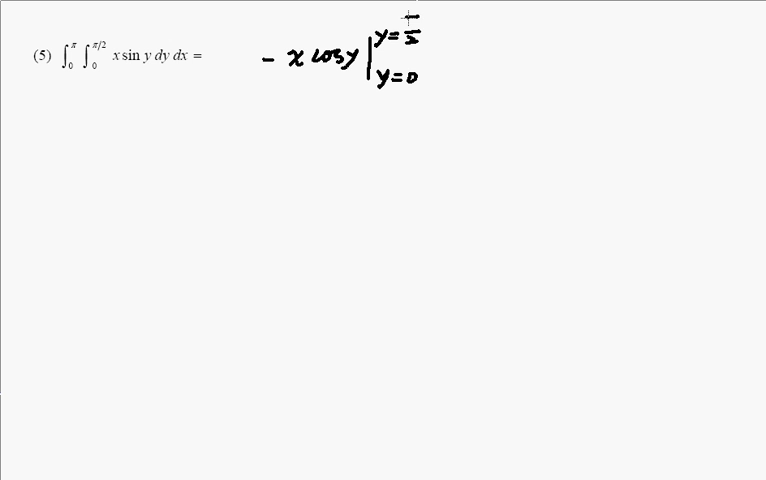 (5) ∫₀^π ∫₀^{π/2} x sin y dy dx = - x cos y |_{y=0}^{y=π/2}